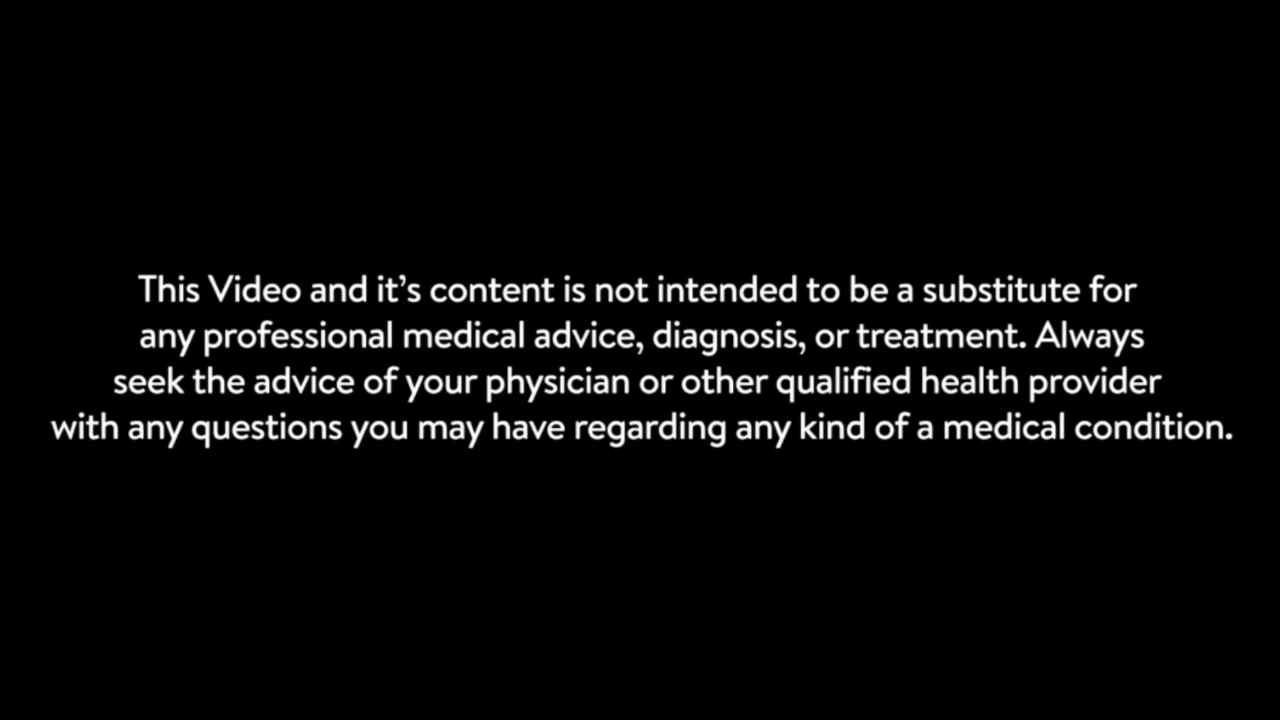 This Video and it’s content is not intended to be a substitute for
any professional medical advice, diagnosis, or treatment. Always
seek the advice of your physician or other qualified health provider
with any questions you may have regarding any kind of a medical condition.